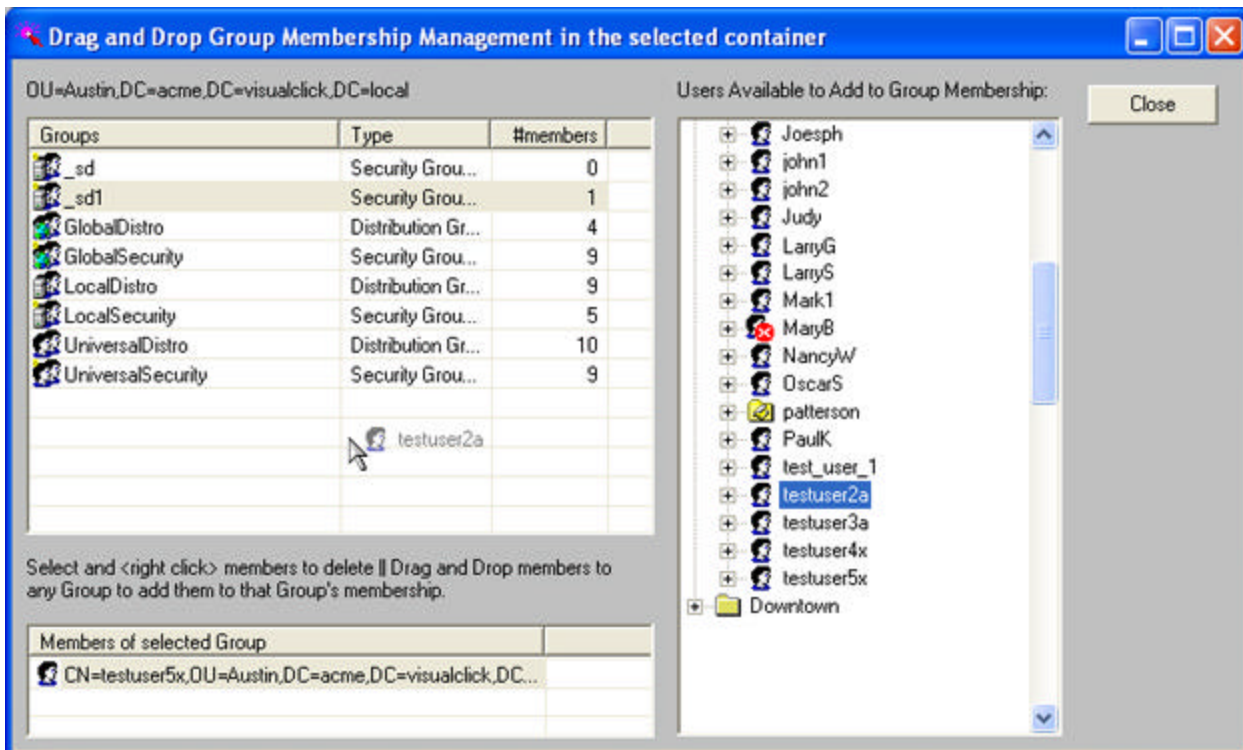 Drag and Drop Group Membership Management in the selected container
OU=Austin,DC=acme,DC=visualclick,DC=local
Groups Type #members
_sd Security Grou... 0
_sd1 Security Grou... 1
GlobalDistro Distribution Gr... 4
GlobalSecurity Security Grou... 9
LocalDistro Distribution Gr... 9
LocalSecurity Security Grou... 5
UniversalDistro Distribution Gr... 10
UniversalSecurity Security Grou... 9
testuser2a
Select and <right click> members to delete || Drag and Drop members to
any Group to add them to that Group's membership.
Members of selected Group
CN=testuser5x,OU=Austin,DC=acme,DC=visualclick,DC...
Users Available to Add to Group Membership:
Joesph
john1
john2
Judy
LarryG
LarryS
Mark1
MaryB
NancyW
OscarS
patterson
PaulK
test_user_1
testuser2a
testuser3a
testuser4x
testuser5x
Downtown
Close